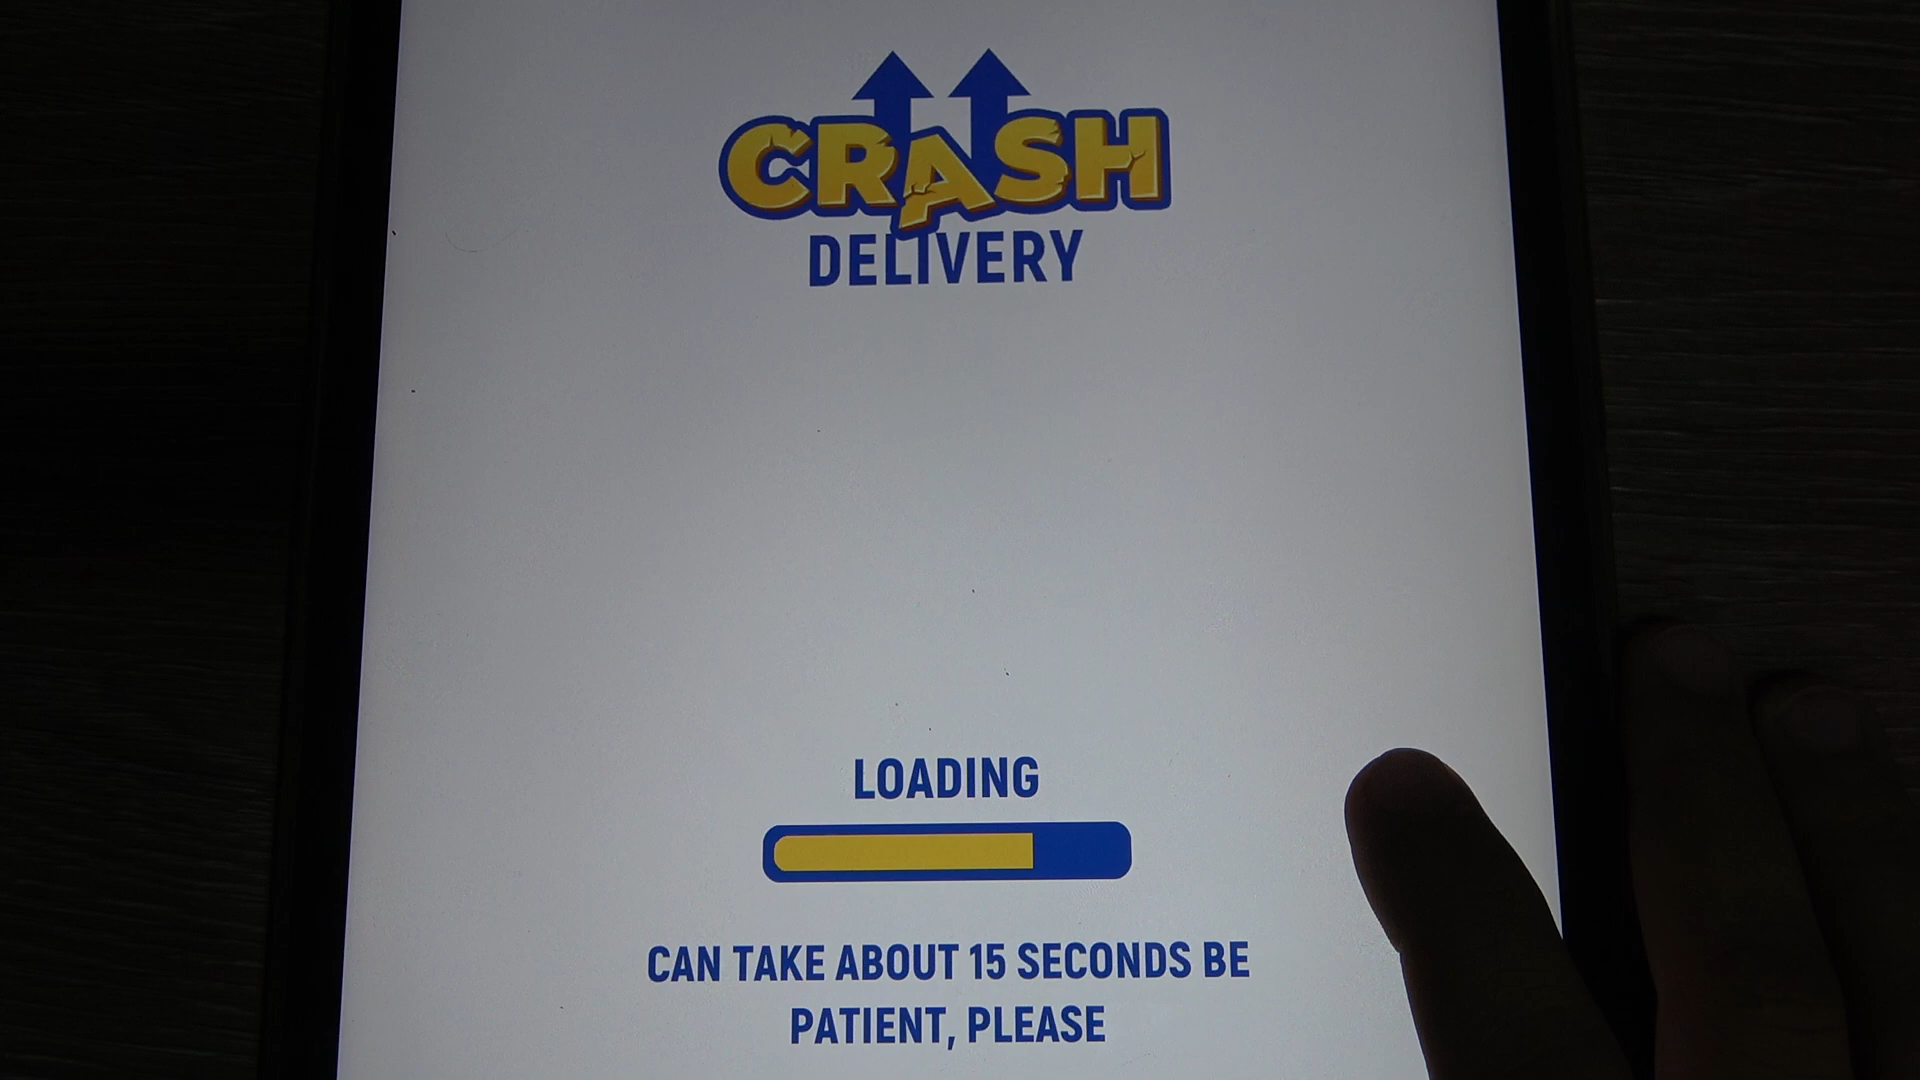 CRASH
DELIVERY
LOADING
CAN TAKE ABOUT 15 SECONDS BE
PATIENT, PLEASE